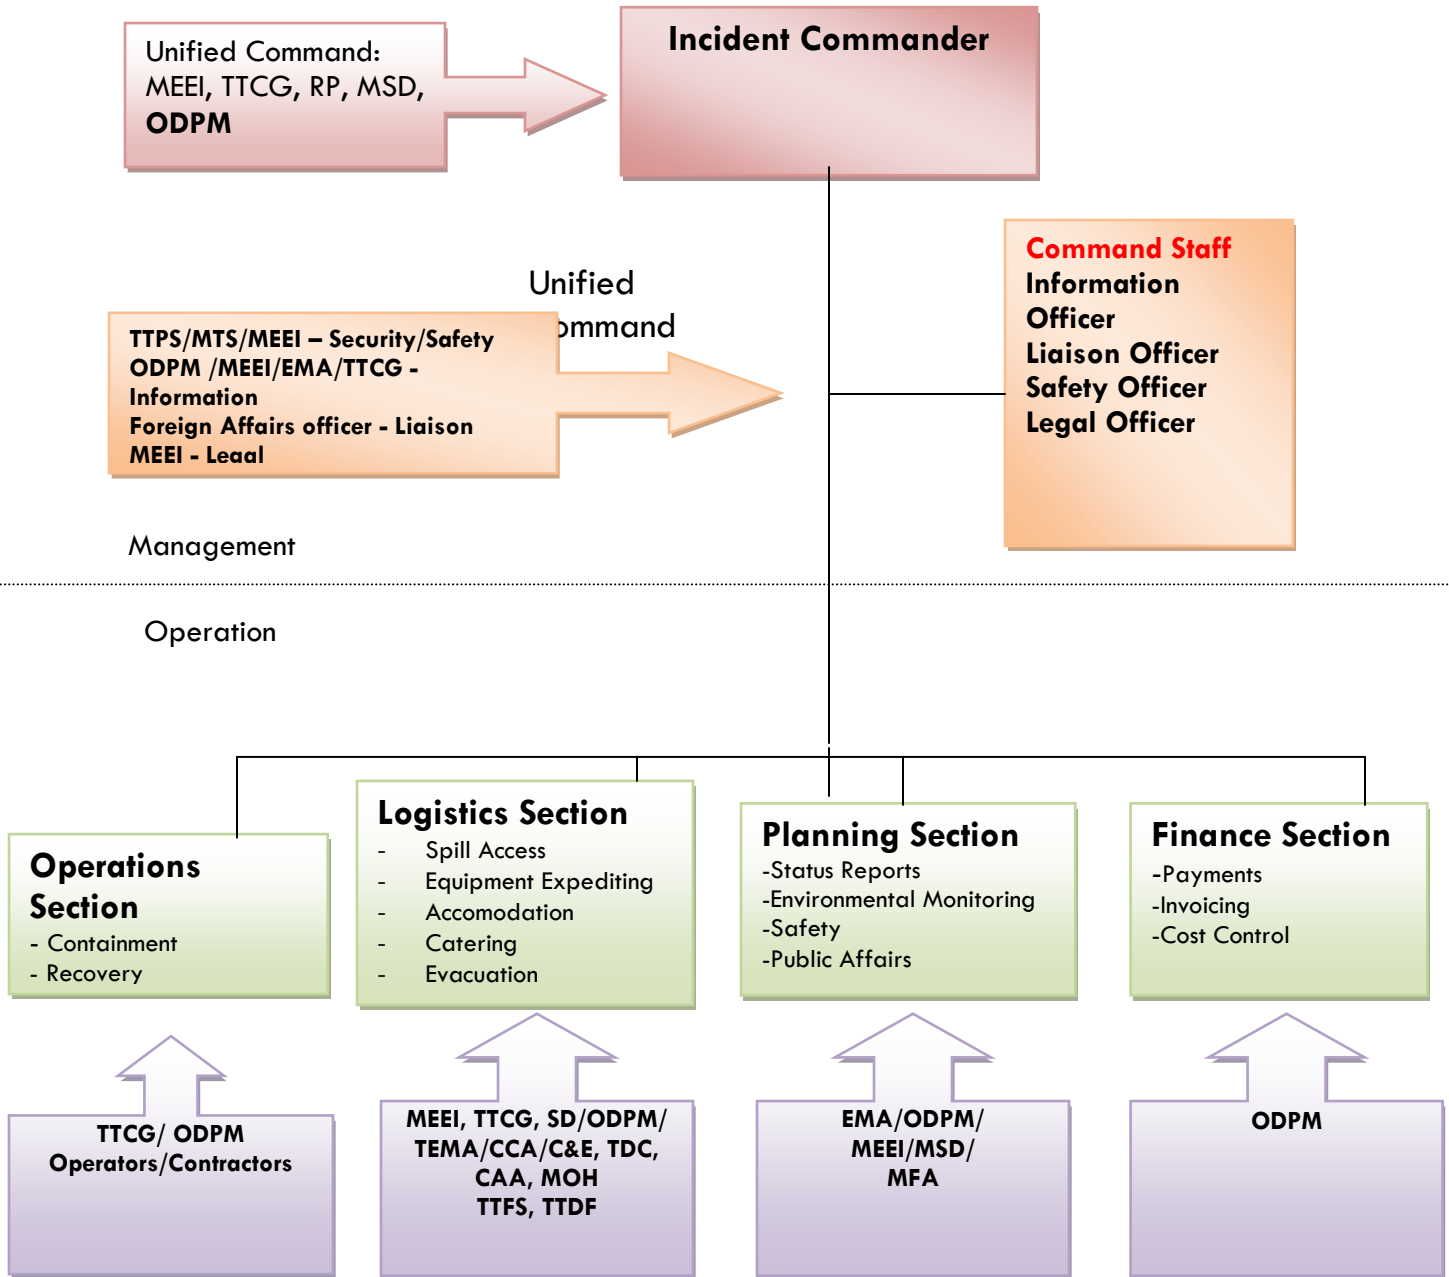 Unified Command:
MEEI, TTCG, RP, MSD,
ODPM
Incident Commander
Command Staff
Information
Officer
Liaison Officer
Safety Officer
Legal Officer
Unified
ommand
TTPS/MTS/MEEI – Security/Safety
ODPM /MEEI/EMA/TTCG -
Information
Foreign Affairs officer - Liaison
MEEI - Legal
Management
Operation
Operations
Section
- Containment
- Recovery
Logistics Section
- Spill Access
- Equipment Expediting
- Accomodation
- Catering
- Evacuation
Planning Section
-Status Reports
-Environmental Monitoring
-Safety
-Public Affairs
Finance Section
-Payments
-Invoicing
-Cost Control
TTCG/ ODPM
Operators/Contractors
MEEI, TTCG, SD/ODPM/
TEMA/CCA/C&E, TDC,
CAA, MOH
TTFS, TTDF
EMA/ODPM/
MEEI/MSD/
MFA
ODPM